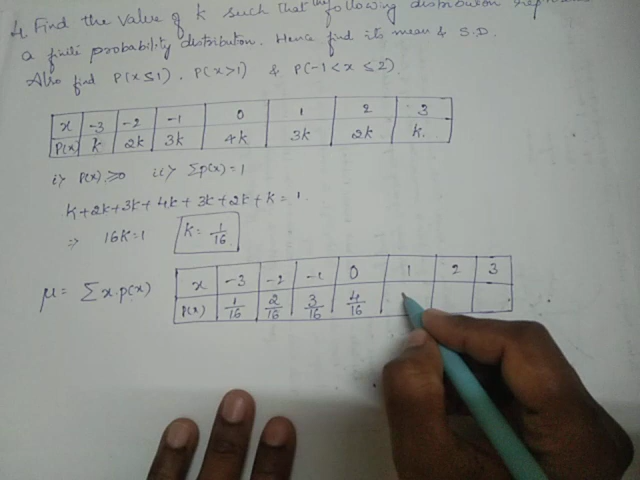 4. Find the value of k such that the following distribution
a finite probability distribution. Hence find its mean & S.D.
Also find P(x≤1), P(x>1) & P(-1<x≤2).
x -3 -2 -1 0 1 2 3
P(x) k 2k 3k 4k 3k 2k k.
i> P(x)≥0 ii> Σp(x)=1
k+2k+3k+4k+3k+2k+k=1.
⇒ 16k=1 k= 1/16
μ= Σ x.p(x)
x -3 -2 -1 0 1 2 3
P(x) 1/16 2/16 3/16 4/16